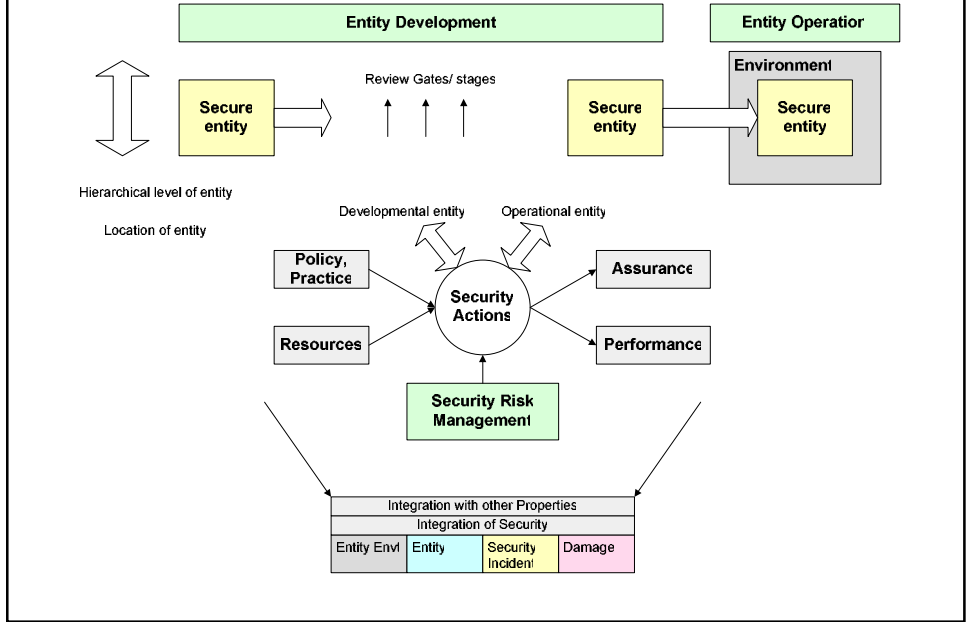 Entity Development
Entity Operation
Environment
Review Gates/ stages
Secure
entity
Secure
entity
Secure
entity
Hierarchical level of entity
Location of entity
Developmental entity
Operational entity
Policy,
Practice
Resources
Security
Actions
Assurance
Performance
Security Risk
Management
Integration with other Properties
Integration of Security
Entity Envt
Entity
Security
Incident
Damage